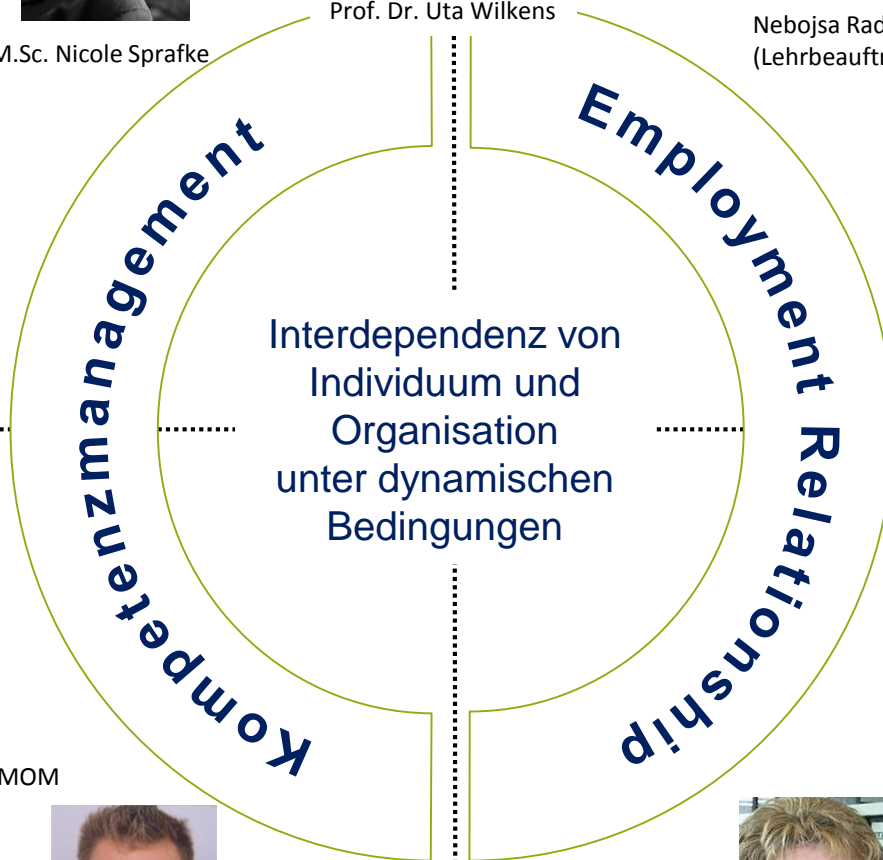 Prof. Dr. Uta Wilkens
M.Sc. Nicole Sprafke
Nebojsa Rad
(Lehrbeauftr
Kompetenzmanagement
Employment Relationship
Interdependenz von
Individuum und
Organisation
unter dynamischen
Bedingungen
MOM